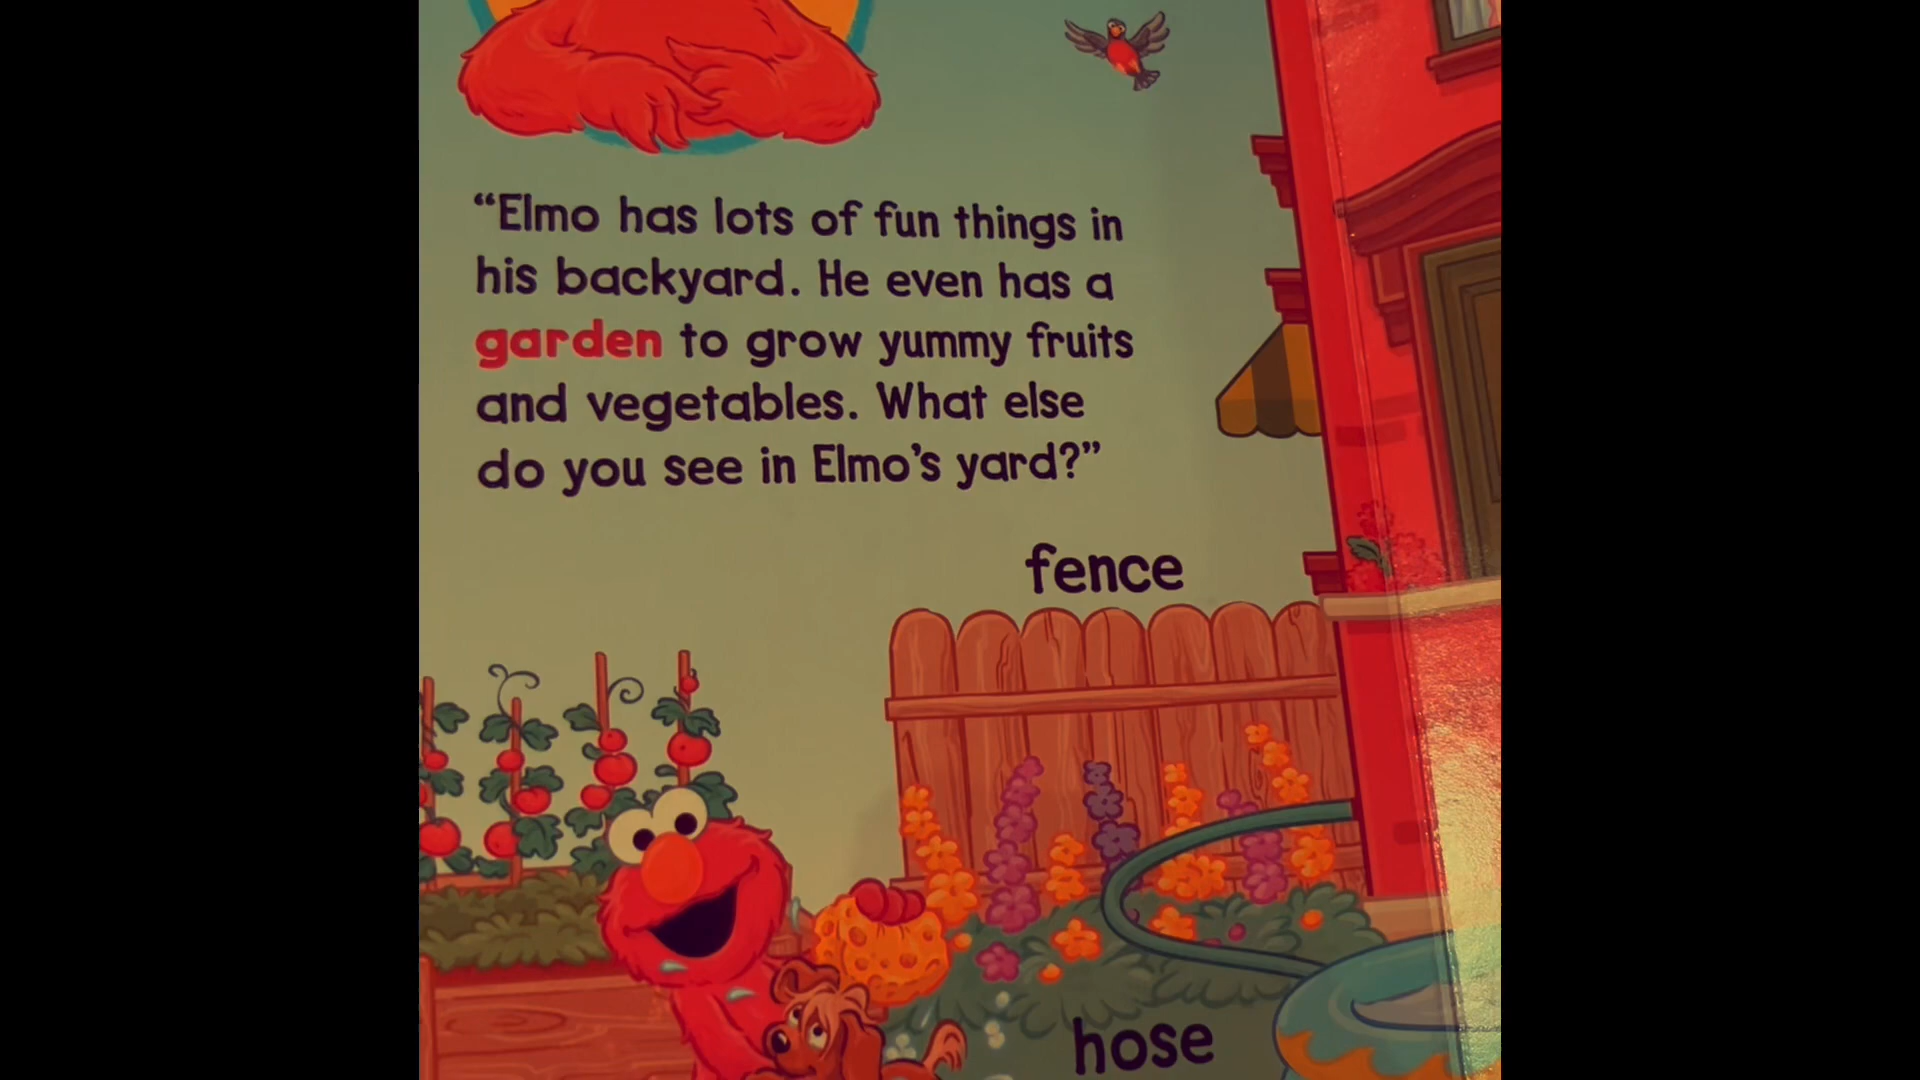 “Elmo has lots of fun things in
his backyard. He even has a
garden to grow yummy fruits
and vegetables. What else
do you see in Elmo’s yard?”
fence
hose